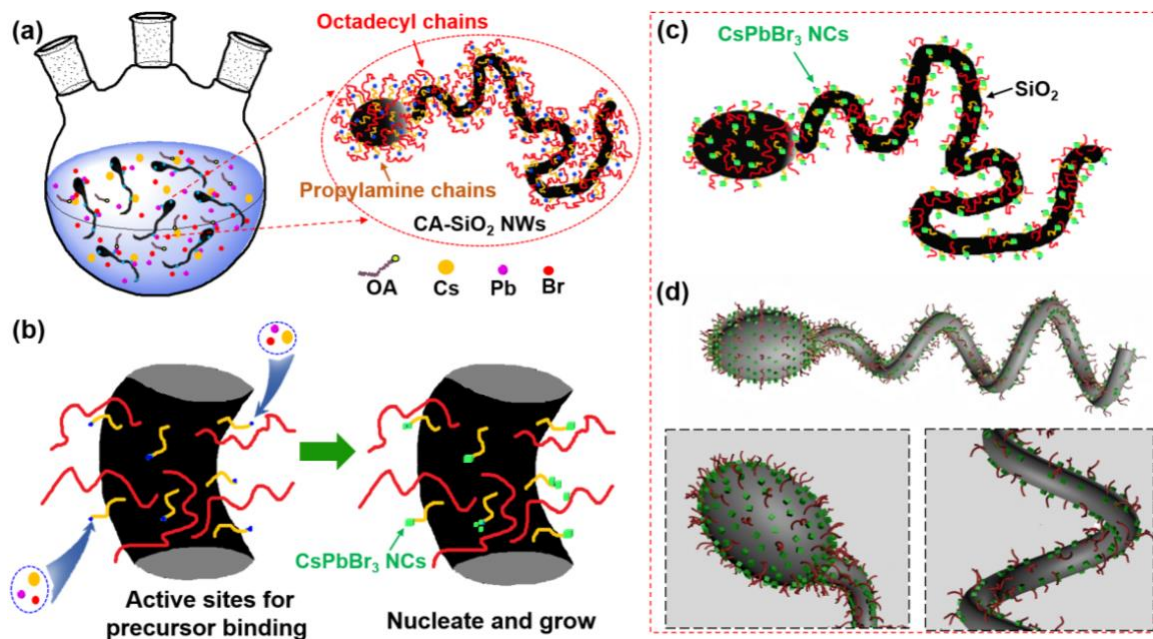 (a)
Octadecyl chains
Propylamine chains
CA-SiO₂ NWs
OA Cs Pb Br
(b)
CsPbBr₃ NCs
Active sites for
precursor binding
Nucleate and grow
(c)
CsPbBr₃ NCs
SiO₂
(d)